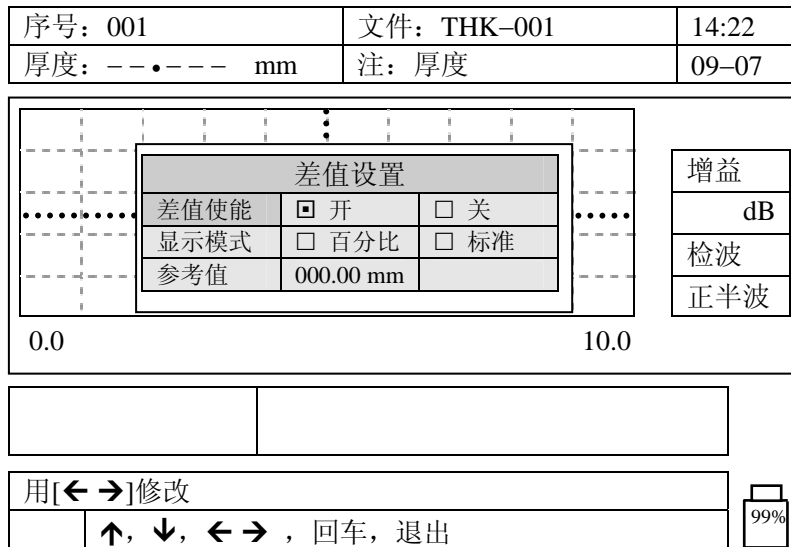 序号：001 文件：THK−001 14:22
厚度：− − • − − − mm 注：厚度 09−07
差值设置
差值使能 ▣ 开 □ 关
显示模式 □ 百分比 □ 标准
参考值 000.00 mm
增益
dB
检波
正半波
0.0 10.0
用[← →]修改
↑，↓，← → ，回车，退出
99%